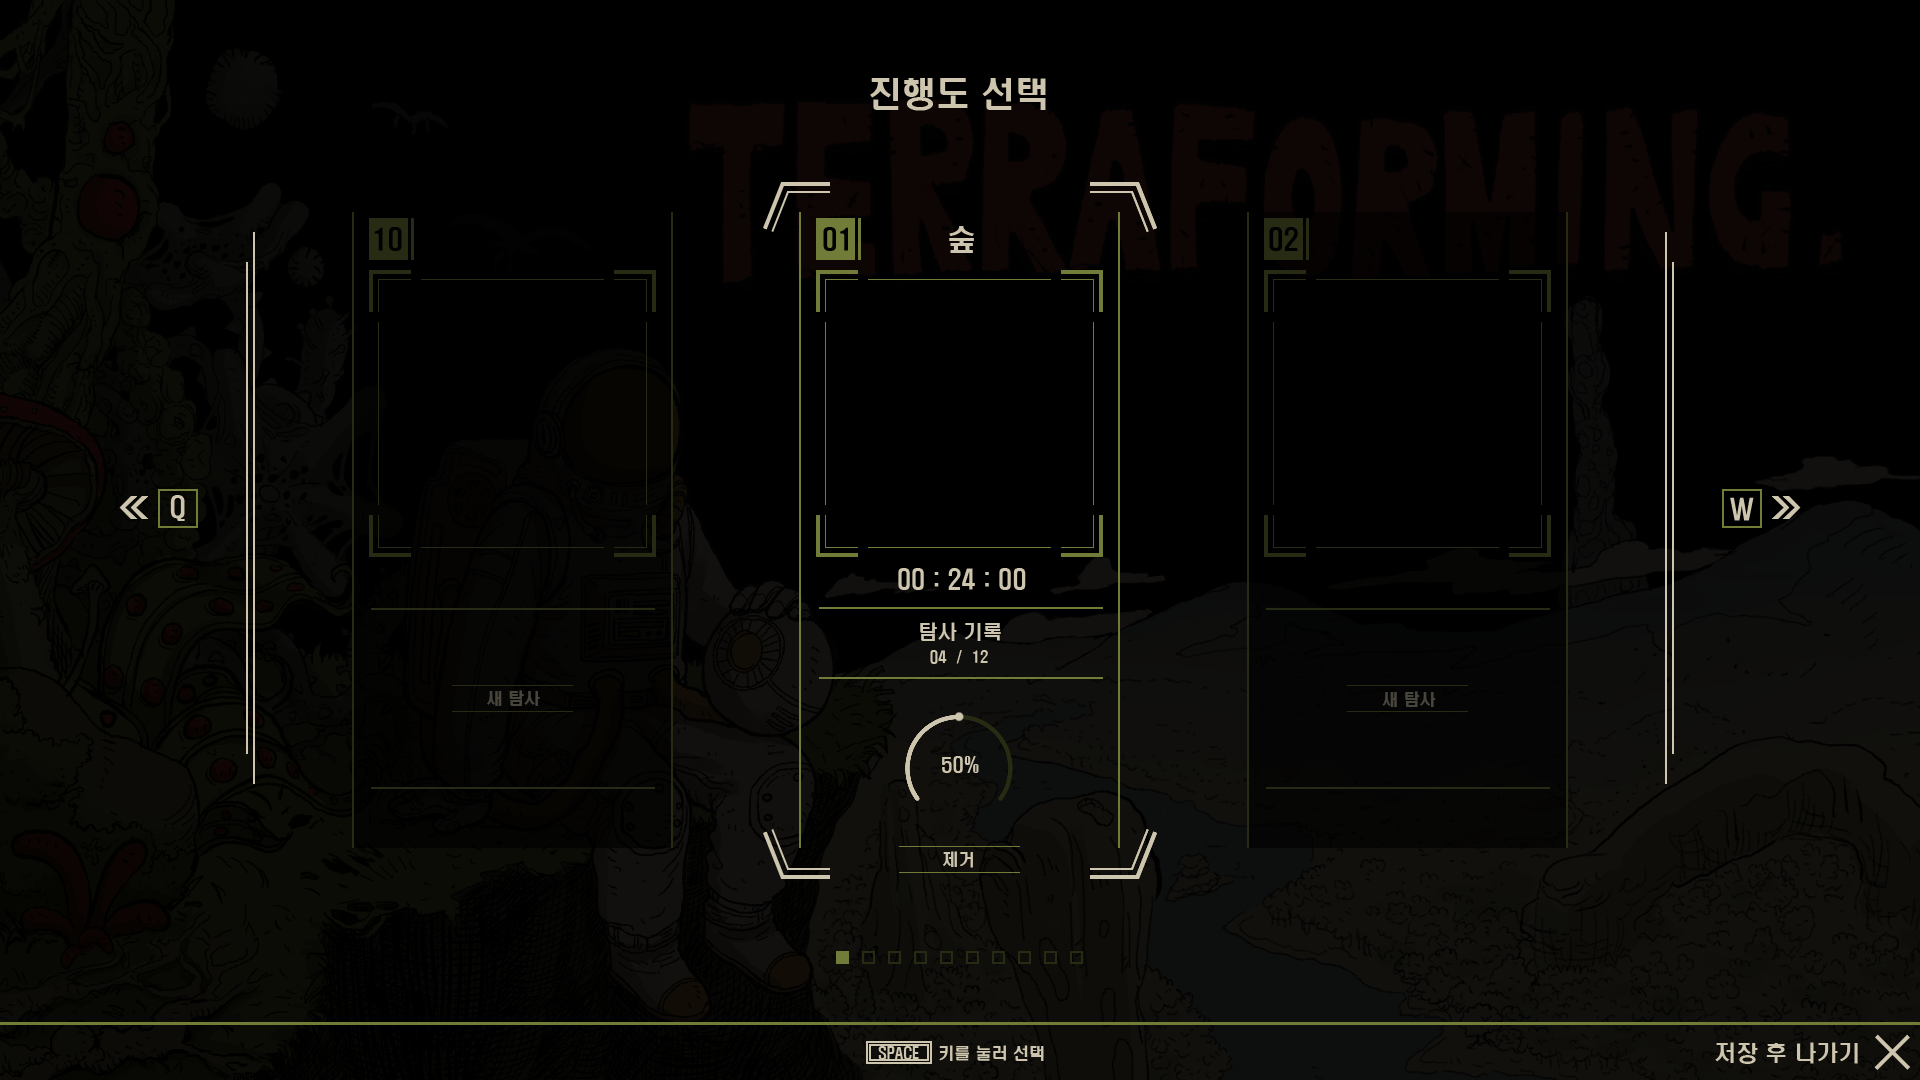 진행도 선택
TERRAFORMING.
10
01
숲
02
Q
W
00 : 24 : 00
탐사 기록
04 / 12
새 탐사
새 탐사
50%
제거
SPACE 키를 눌러 선택
저장 후 나가기